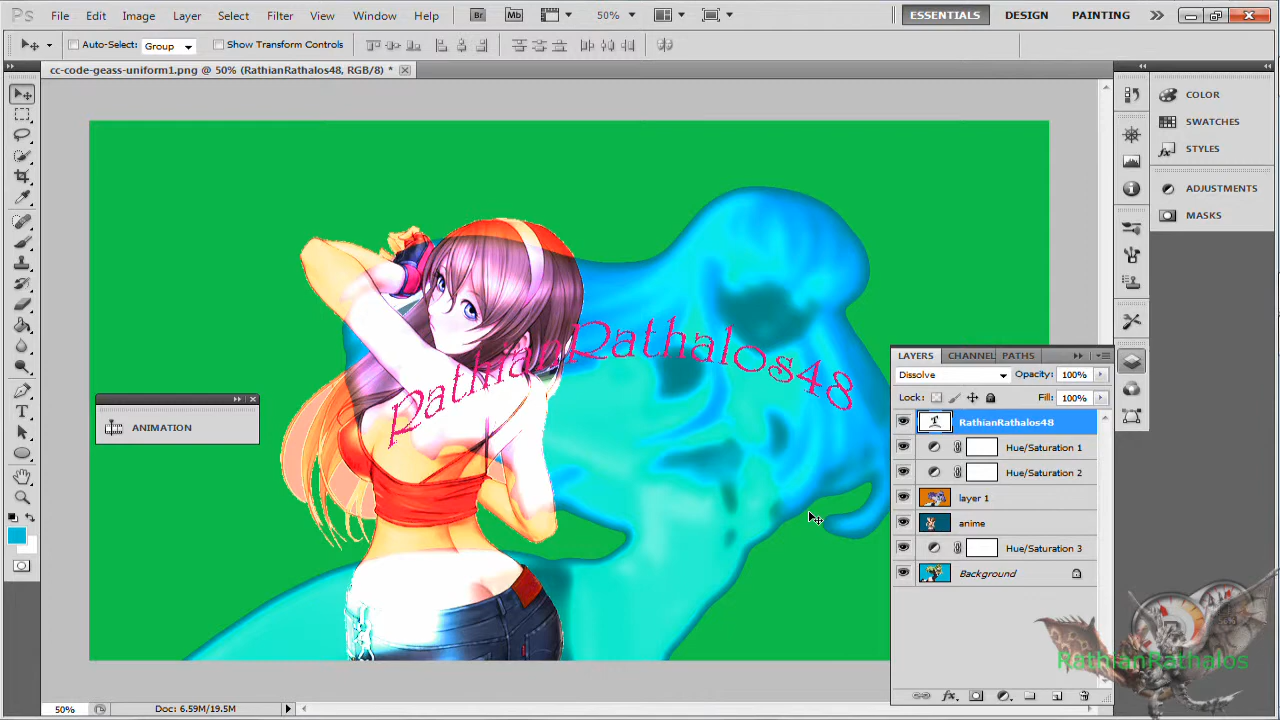 Ps File Edit Image Layer Select Filter View Window Help Br Mb 50% ESSENTIALS DESIGN PAINTING
Auto-Select: Group Show Transform Controls
cc-code-geass-uniform1.png @ 50% (RathianRathalos48, RGB/8) *
COLOR
SWATCHES
STYLES
ADJUSTMENTS
MASKS
RathianRathalos48
ANIMATION
LAYERS CHANNEL PATHS
Dissolve Opacity: 100%
Lock: Fill: 100%
RathianRathalos48
Hue/Saturation 1
Hue/Saturation 2
layer 1
anime
Hue/Saturation 3
Background
RathianRathalos
fx
50% Doc: 6.59M/19.5M